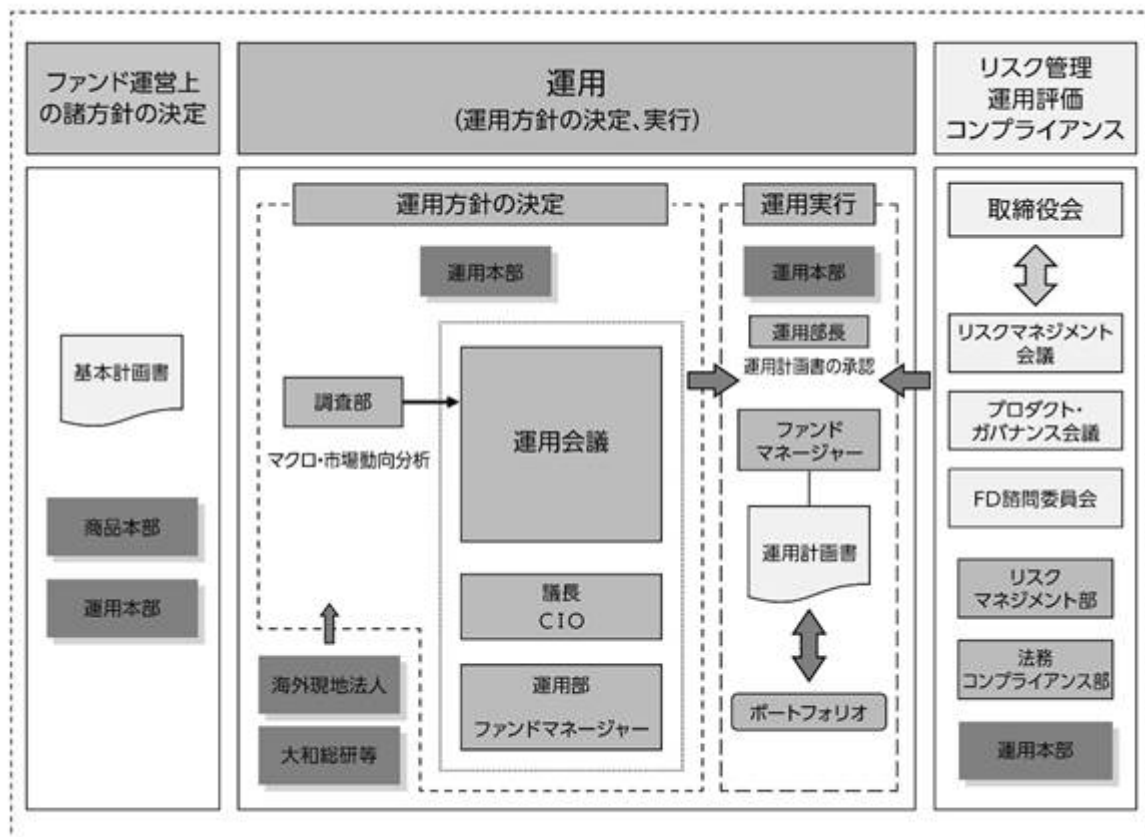 ファンド運営上
の諸方針の決定
運用
(運用方針の決定、実行)
リスク管理
運用評価
コンプライアンス
基本計画書
商品本部
運用本部
運用方針の決定
運用本部
調査部
マクロ・市場動向分析
運用会議
議長
CIO
運用部
ファンドマネージャー
海外現地法人
大和総研等
運用実行
運用本部
運用部長
運用計画書の承認
ファンド
マネージャー
運用計画書
ポートフォリオ
取締役会
リスクマネジメント
会議
プロダクト・
ガバナンス会議
FD諮問委員会
リスク
マネジメント部
法務
コンプライアンス部
運用本部